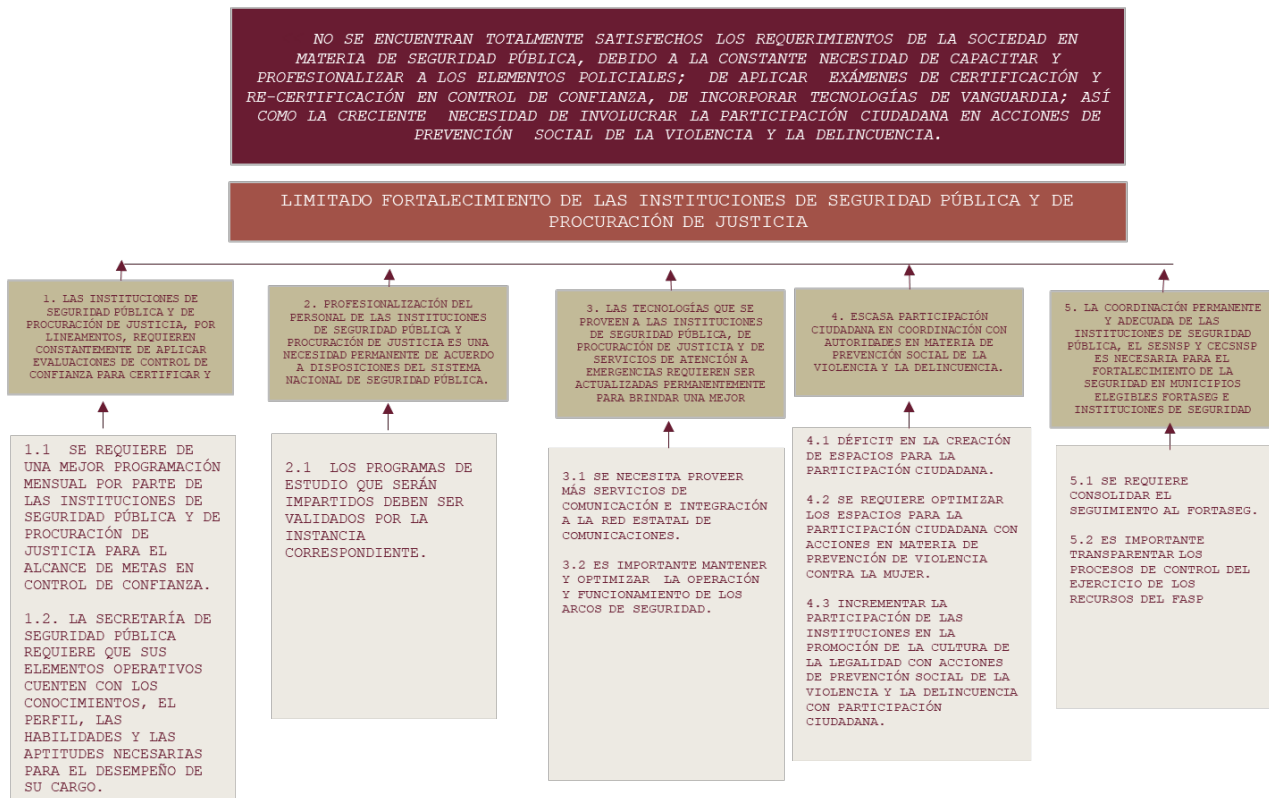 NO SE ENCUENTRAN TOTALMENTE SATISFECHOS LOS REQUERIMIENTOS DE LA SOCIEDAD EN
MATERIA DE SEGURIDAD PÚBLICA, DEBIDO A LA CONSTANTE NECESIDAD DE CAPACITAR Y
PROFESIONALIZAR A LOS ELEMENTOS POLICIALES; DE APLICAR EXÁMENES DE CERTIFICACIÓN Y
RE-CERTIFICACIÓN EN CONTROL DE CONFIANZA, DE INCORPORAR TECNOLOGÍAS DE VANGUARDIA; ASÍ
COMO LA CRECIENTE NECESIDAD DE INVOLUCRAR LA PARTICIPACIÓN CIUDADANA EN ACCIONES DE
PREVENCIÓN SOCIAL DE LA VIOLENCIA Y LA DELINCUENCIA.
LIMITADO FORTALECIMIENTO DE LAS INSTITUCIONES DE SEGURIDAD PÚBLICA Y DE
PROCURACIÓN DE JUSTICIA
1. LAS INSTITUCIONES DE
SEGURIDAD PÚBLICA Y DE
PROCURACIÓN DE JUSTICIA, POR
LINEAMENTOS, REQUIEREN
CONSTANTEMENTE DE APLICAR
EVALUACIONES DE CONTROL DE
CONFIANZA PARA CERTIFICAR Y
2. PROFESIONALIZACIÓN DEL
PERSONAL DE LAS INSTITUCIONES
DE SEGURIDAD PÚBLICA Y
PROCURACIÓN DE JUSTICIA ES UNA
NECESIDAD PERMANENTE DE ACUERDO
A DISPOSICIONES DEL SISTEMA
NACIONAL DE SEGURIDAD PÚBLICA.
3. LAS TECNOLOGÍAS QUE SE
PROVEEN A LAS INSTITUCIONES
DE SEGURIDAD PÚBLICA, DE
PROCURACIÓN DE JUSTICIA Y DE
SERVICIOS DE ATENCIÓN A
EMERGENCIAS REQUIEREN SER
ACTUALIZADAS PERMANENTEMENTE
PARA BRINDAR UNA MEJOR
4. ESCASA PARTICIPACIÓN
CIUDADANA EN COORDINACIÓN CON
AUTORIDADES EN MATERIA DE
PREVENCIÓN SOCIAL DE LA
VIOLENCIA Y LA DELINCUENCIA.
5. LA COORDINACIÓN PERMANENTE
Y ADECUADA DE LAS
INSTITUCIONES DE SEGURIDAD
PÚBLICA, EL SESNSP Y CECSNSP
ES NECESARIA PARA EL
FORTALECIMIENTO DE LA
SEGURIDAD EN MUNICIPIOS
ELEGIBLES FORTASEG E
INSTITUCIONES DE SEGURIDAD
1.1 SE REQUIERE DE
UNA MEJOR PROGRAMACIÓN
MENSUAL POR PARTE DE
LAS INSTITUCIONES DE
SEGURIDAD PÚBLICA Y DE
PROCURACIÓN DE
JUSTICIA PARA EL
ALCANCE DE METAS EN
CONTROL DE CONFIANZA.
1.2. LA SECRETARÍA DE
SEGURIDAD PÚBLICA
REQUIERE QUE SUS
ELEMENTOS OPERATIVOS
CUENTEN CON LOS
CONOCIMIENTOS, EL
PERFIL, LAS
HABILIDADES Y LAS
APTITUDES NECESARIAS
PARA EL DESEMPEÑO DE
SU CARGO.
2.1 LOS PROGRAMAS DE
ESTUDIO QUE SERÁN
IMPARTIDOS DEBEN SER
VALIDADOS POR LA
INSTANCIA
CORRESPONDIENTE.
3.1 SE NECESITA PROVEER
MÁS SERVICIOS DE
COMUNICACIÓN E INTEGRACIÓN
A LA RED ESTATAL DE
COMUNICACIONES.
3.2 ES IMPORTANTE MANTENER
Y OPTIMIZAR LA OPERACIÓN
Y FUNCIONAMIENTO DE LOS
ARCOS DE SEGURIDAD.
4.1 DÉFICIT EN LA CREACIÓN
DE ESPACIOS PARA LA
PARTICIPACIÓN CIUDADANA.
4.2 SE REQUIERE OPTIMIZAR
LOS ESPACIOS PARA LA
PARTICIPACIÓN CIUDADANA CON
ACCIONES EN MATERIA DE
PREVENCIÓN DE VIOLENCIA
CONTRA LA MUJER.
4.3 INCREMENTAR LA
PARTICIPACIÓN DE LAS
INSTITUCIONES EN LA
PROMOCIÓN DE LA CULTURA DE
LA LEGALIDAD CON ACCIONES
DE PREVENCIÓN SOCIAL DE LA
VIOLENCIA Y LA DELINCUENCIA
CON PARTICIPACIÓN
CIUDADANA.
5.1 SE REQUIERE
CONSOLIDAR EL
SEGUIMIENTO AL FORTASEG.
5.2 ES IMPORTANTE
TRANSPARENTAR LOS
PROCESOS DE CONTROL DEL
EJERCICIO DE LOS
RECURSOS DEL FASP